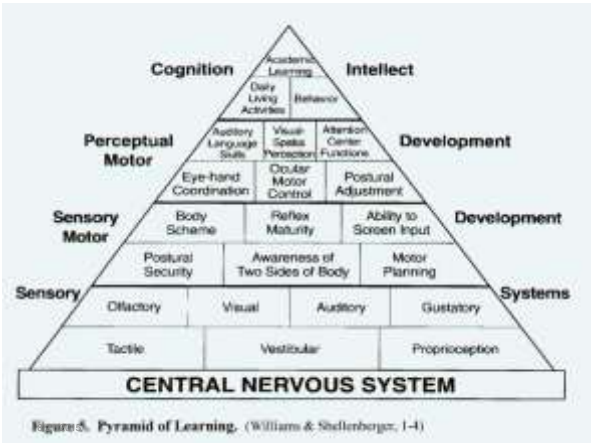 Academic
Learning
Cognition
Intellect
Daily
Living
Activities
Behavior
Auditory
Language
Skills
Visual-
Spatial
Perception
Attention
Center
Functions
Perceptual
Motor
Development
Eye-hand
Coordination
Ocular
Motor
Control
Postural
Adjustment
Sensory
Motor
Development
Body
Scheme
Reflex
Maturity
Ability to
Screen Input
Postural
Security
Awareness of
Two Sides of Body
Motor
Planning
Sensory
Systems
Olfactory
Visual
Auditory
Gustatory
Tactile
Vestibular
Proprioception
CENTRAL NERVOUS SYSTEM
Figure 5. Pyramid of Learning. (Williams & Shellenberger, 1-4)